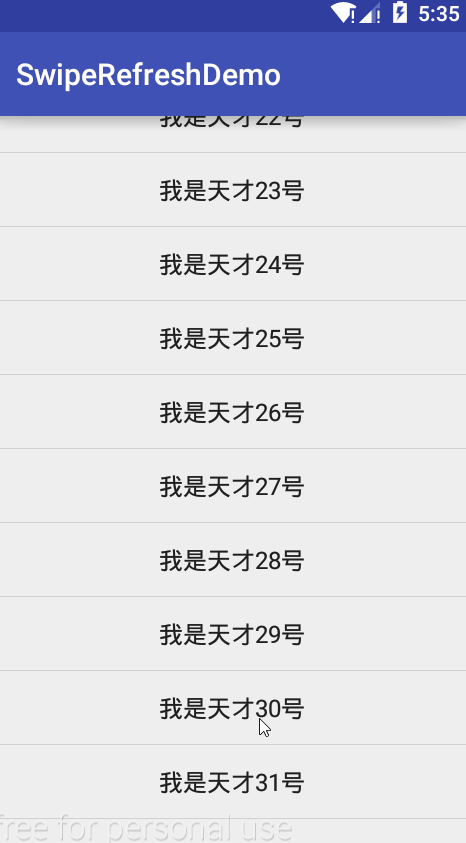 5:35
SwipeRefreshDemo
我是天才22号
我是天才23号
我是天才24号
我是天才25号
我是天才26号
我是天才27号
我是天才28号
我是天才29号
我是天才30号
我是天才31号
free for personal use